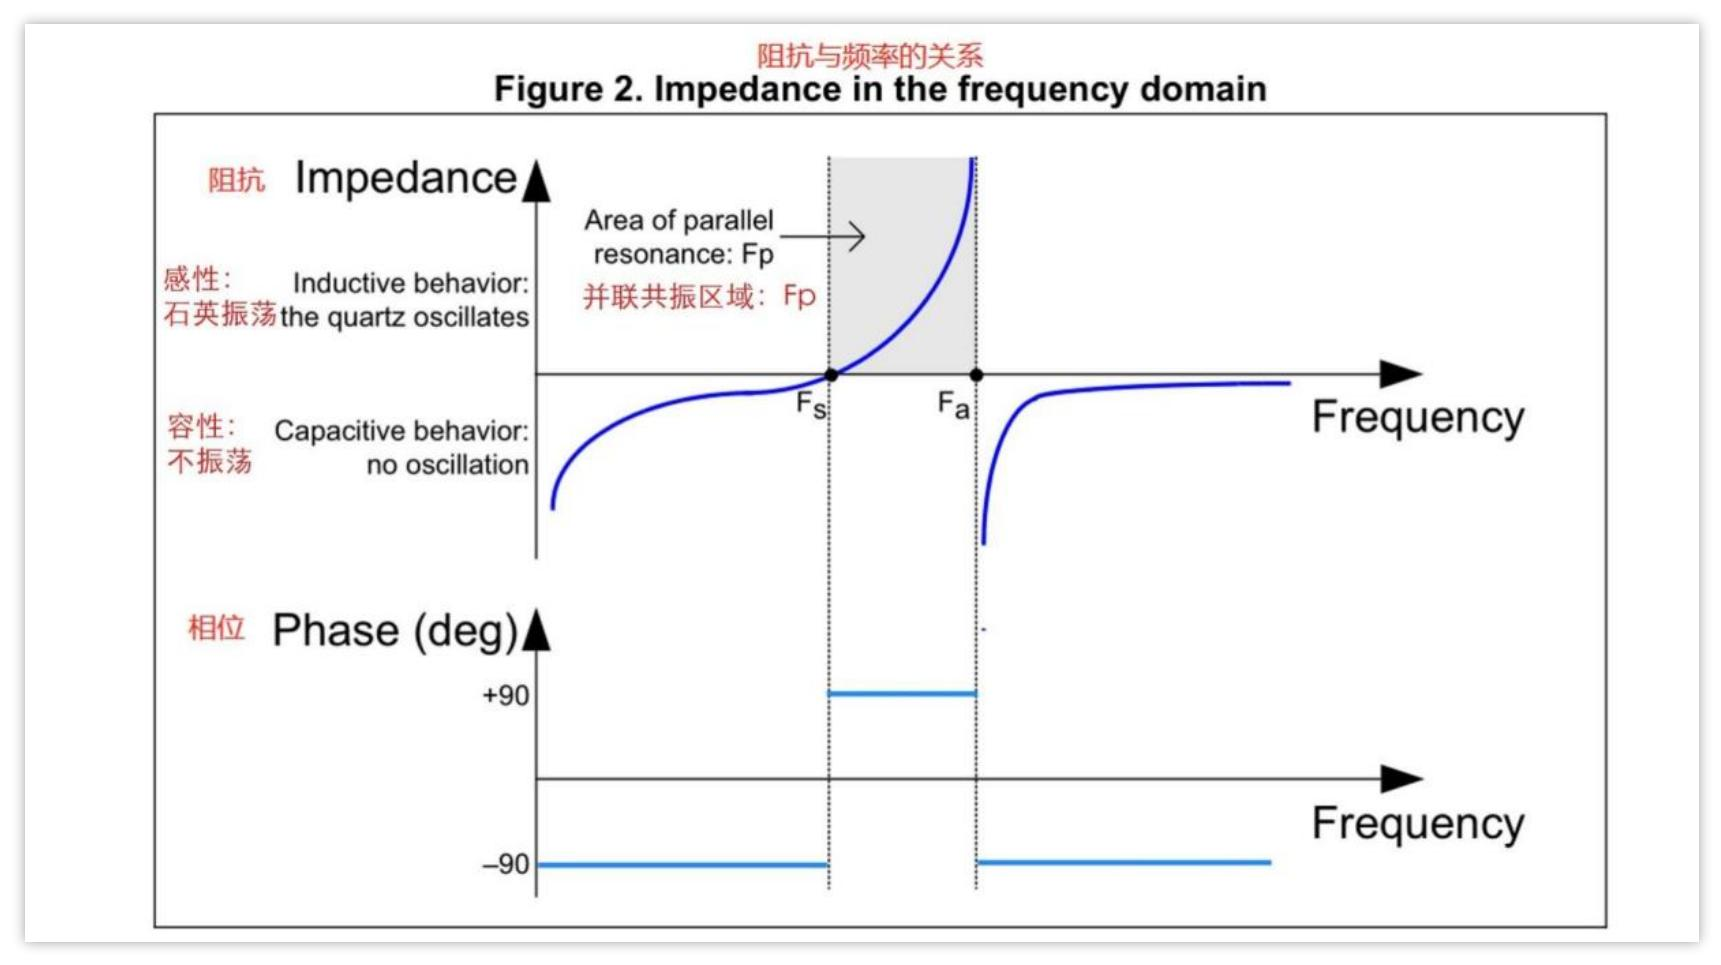 阻抗与频率的关系
Figure 2. Impedance in the frequency domain
阻抗 Impedance
Area of parallel
resonance: Fp
并联共振区域：Fp
感性：
石英振荡
Inductive behavior:
the quartz oscillates
Fs
Fa
Frequency
容性：
不振荡
Capacitive behavior:
no oscillation
相位 Phase (deg)
+90
Frequency
–90